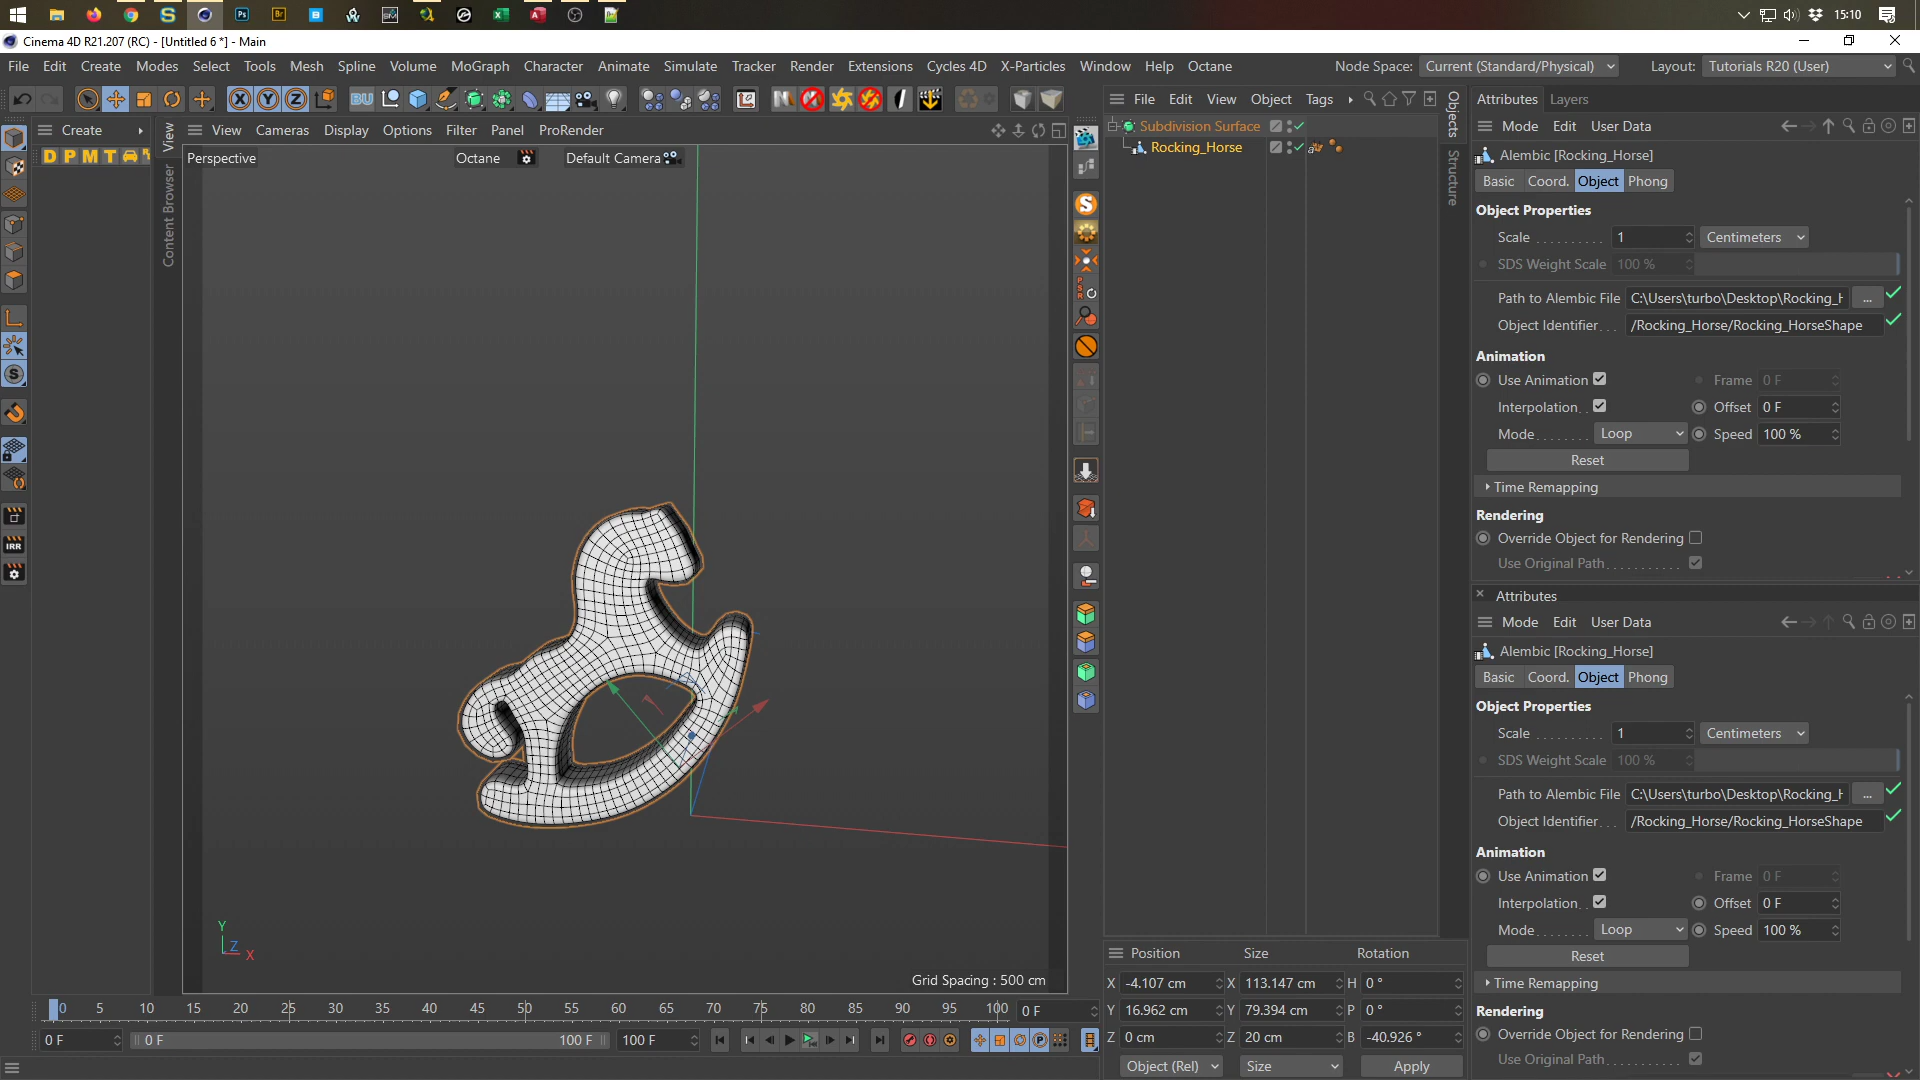 15:10
Cinema 4D R21.207 (RC) - [Untitled 6 *] - Main
File Edit Create Modes Select Tools Mesh Spline Volume MoGraph Character Animate Simulate Tracker Render Extensions Cycles 4D X-Particles Window Help Octane
Node Space: Current (Standard/Physical) Layout: Tutorials R20 (User)
Create
D P M T
View Cameras Display Options Filter Panel ProRender
View
Content Browser
Perspective
Octane
Default Camera
Y
Z
X
Grid Spacing : 500 cm
IRR
PSR
File Edit View Object Tags
Subdivision Surface
Rocking_Horse
Objects
Structure
Attributes Layers
Mode Edit User Data
Alembic [Rocking_Horse]
Basic Coord. Object Phong
Object Properties
Scale 1 Centimeters
SDS Weight Scale 100 %
Path to Alembic File C:\Users\turbo\Desktop\Rocking_H ...
Object Identifier /Rocking_Horse/Rocking_HorseShape
Animation
Use Animation Frame 0 F
Interpolation Offset 0 F
Mode Loop Speed 100 %
Reset
Time Remapping
Rendering
Override Object for Rendering
Use Original Path
Attributes
Mode Edit User Data
Alembic [Rocking_Horse]
Basic Coord. Object Phong
Object Properties
Scale 1 Centimeters
SDS Weight Scale 100 %
Path to Alembic File C:\Users\turbo\Desktop\Rocking_H ...
Object Identifier /Rocking_Horse/Rocking_HorseShape
Animation
Use Animation Frame 0 F
Interpolation Offset 0 F
Mode Loop Speed 100 %
Reset
Time Remapping
Rendering
Override Object for Rendering
Use Original Path
Position Size Rotation
X -4.107 cm X 113.147 cm H 0 °
Y 16.962 cm Y 79.394 cm P 0 °
Z 0 cm Z 20 cm B -40.926 °
Object (Rel) Size Apply
0 5 10 15 20 25 30 35 40 45 50 55 60 65 70 75 80 85 90 95 100 0 F
0 F 0 F 100 F 100 F